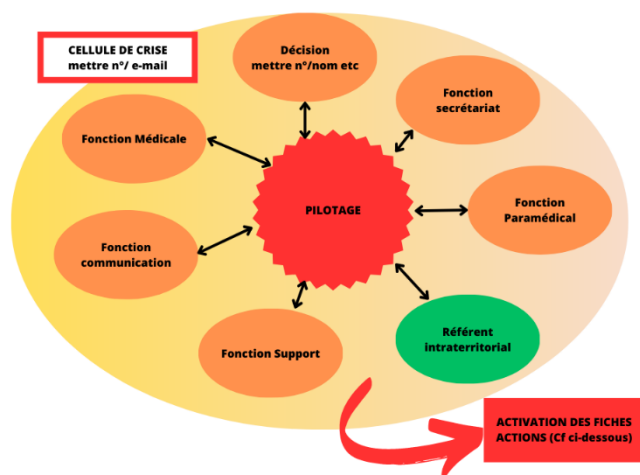 CELLULE DE CRISE
mettre n°/ e-mail
Décision
mettre n°/nom etc
Fonction
secrétariat
Fonction Médicale
PILOTAGE
Fonction
Paramédical
Fonction
communication
Référent
intraterritorial
Fonction Support
ACTIVATION DES FICHES
ACTIONS (Cf ci-dessous)